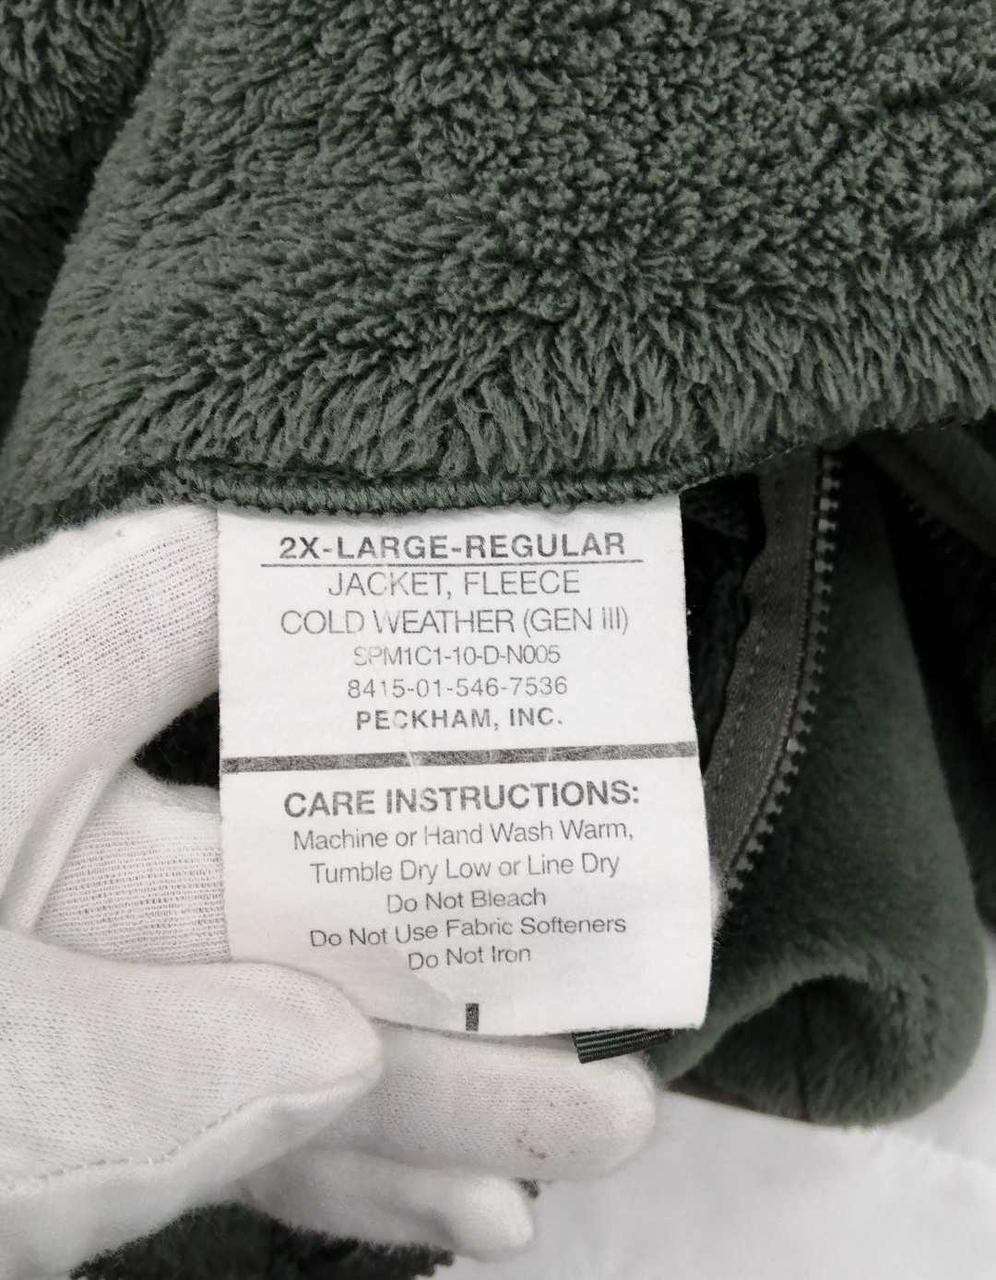 2X-LARGE-REGULAR
JACKET, FLEECE
COLD WEATHER (GEN III)
SPM1C1-10-D-N005
8415-01-546-7536
PECKHAM, INC.
CARE INSTRUCTIONS:
Machine or Hand Wash Warm,
Tumble Dry Low or Line Dry
Do Not Bleach
Do Not Use Fabric Softeners
Do Not Iron